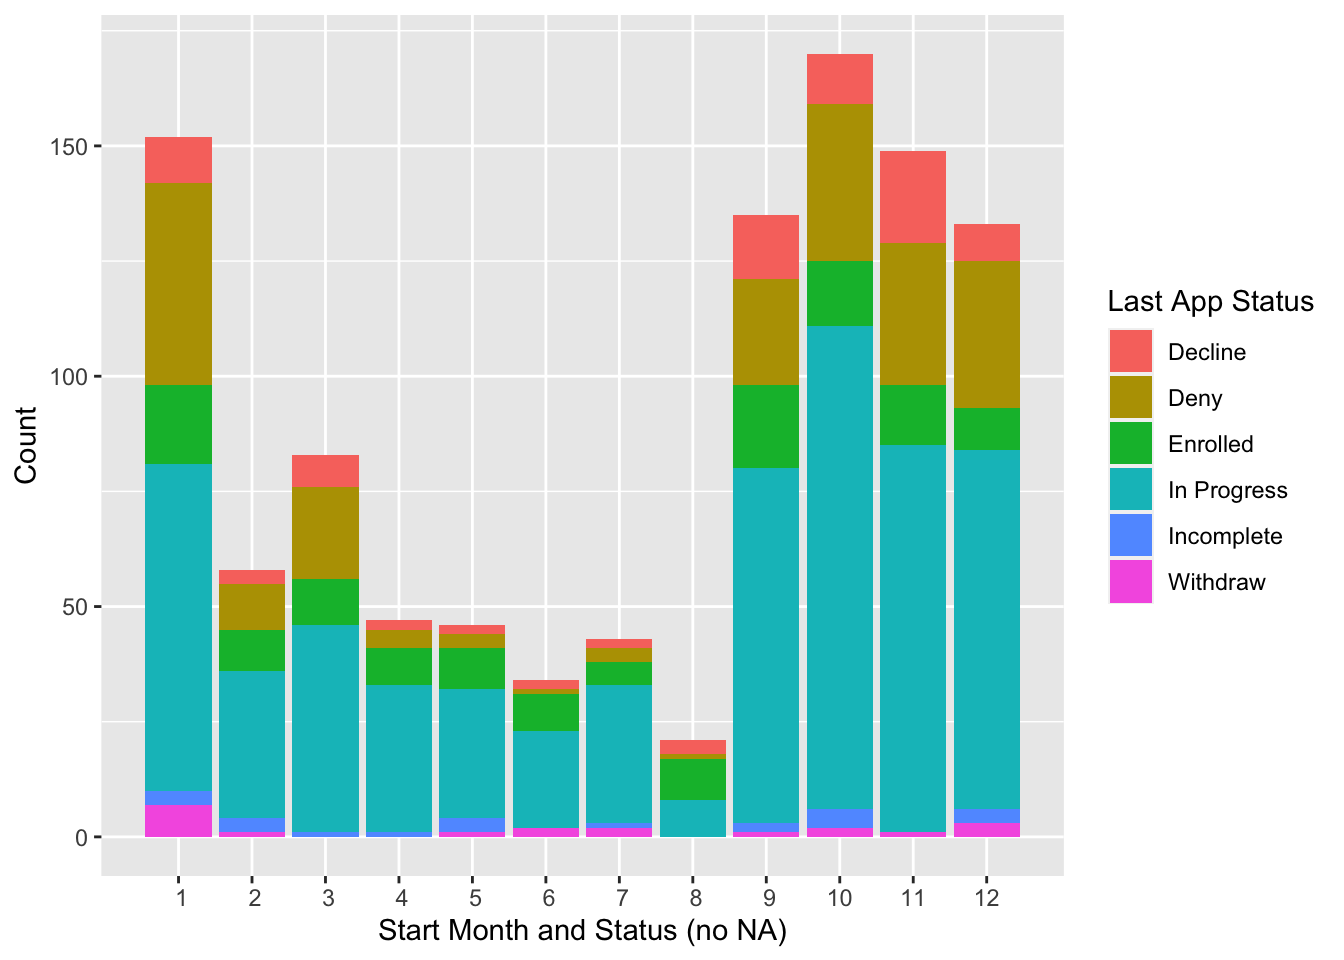 150
100
50
0
Count
1 2 3 4 5 6 7 8 9 10 11 12
Start Month and Status (no NA)
Last App Status
Decline
Deny
Enrolled
In Progress
Incomplete
Withdraw